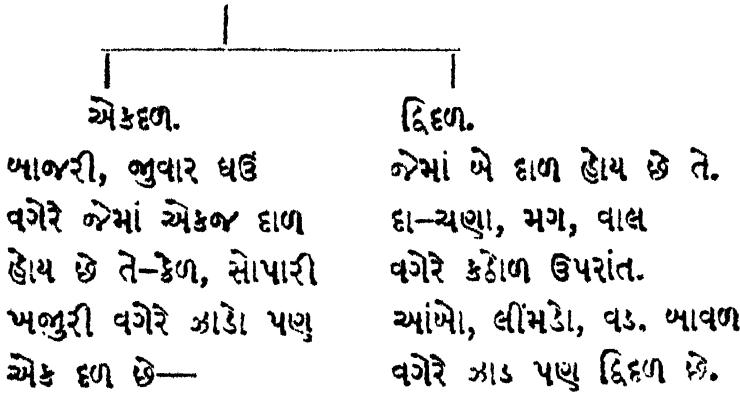 એકદળ.
બાજરી, જુવાર ઘઉં
વગેરે જેમાં એકજ દાળ
હોય છે તે–કેળ, સોપારી
ખજુરી વગેરે ઝાડો પણ
એક દળ છે—
દ્વિદળ.
જેમાં બે દાળ હોય છે તે.
દા–ચણા, મગ, વાલ
વગેરે કઠોળ ઉપરાંત.
આંબો, લીંમડો, વડ. બાવળ
વગેરે ઝાડ પણ દ્વિદળ છે.